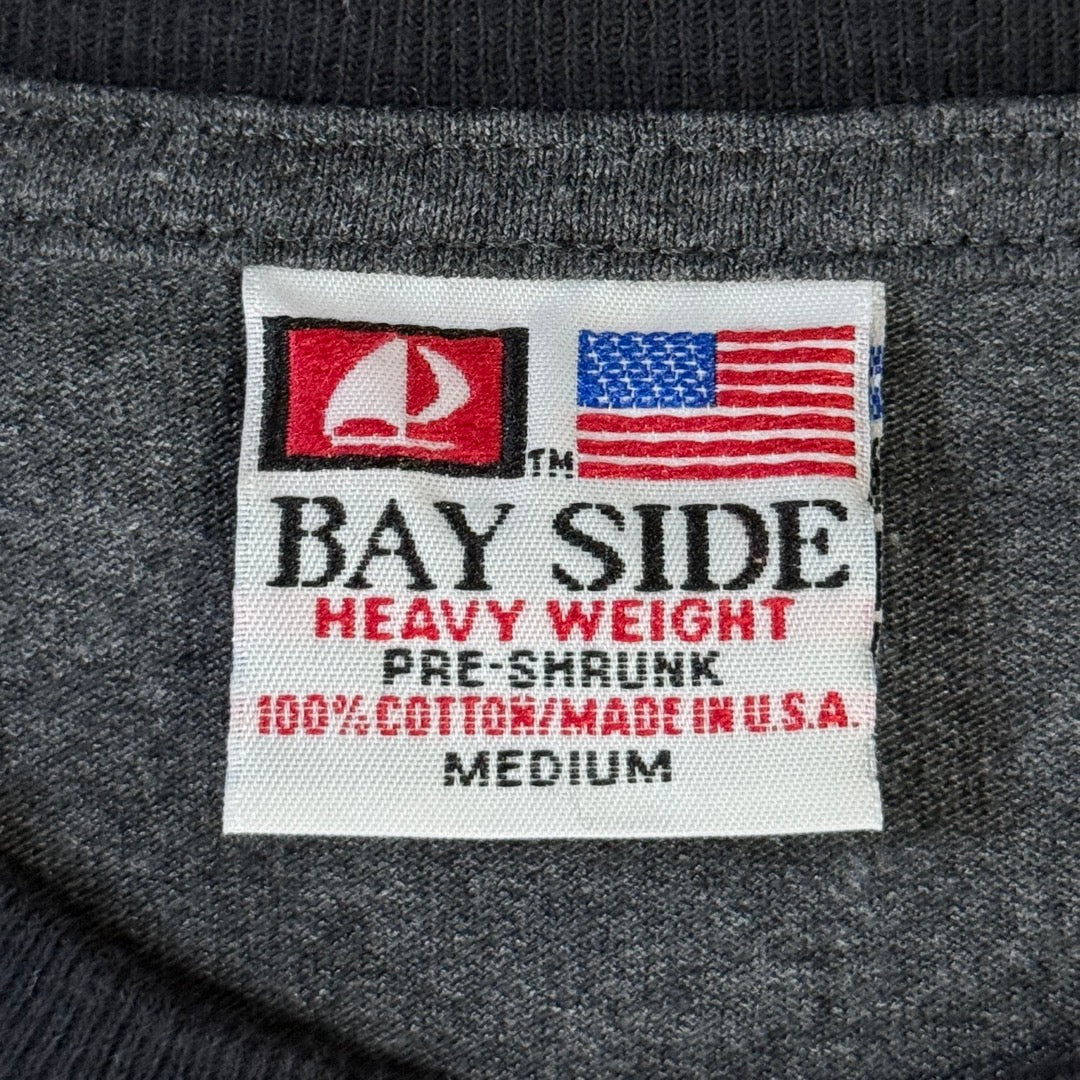 TM
BAY SIDE
HEAVY WEIGHT
PRE-SHRUNK
100% COTTON/MADE IN U.S.A.
MEDIUM